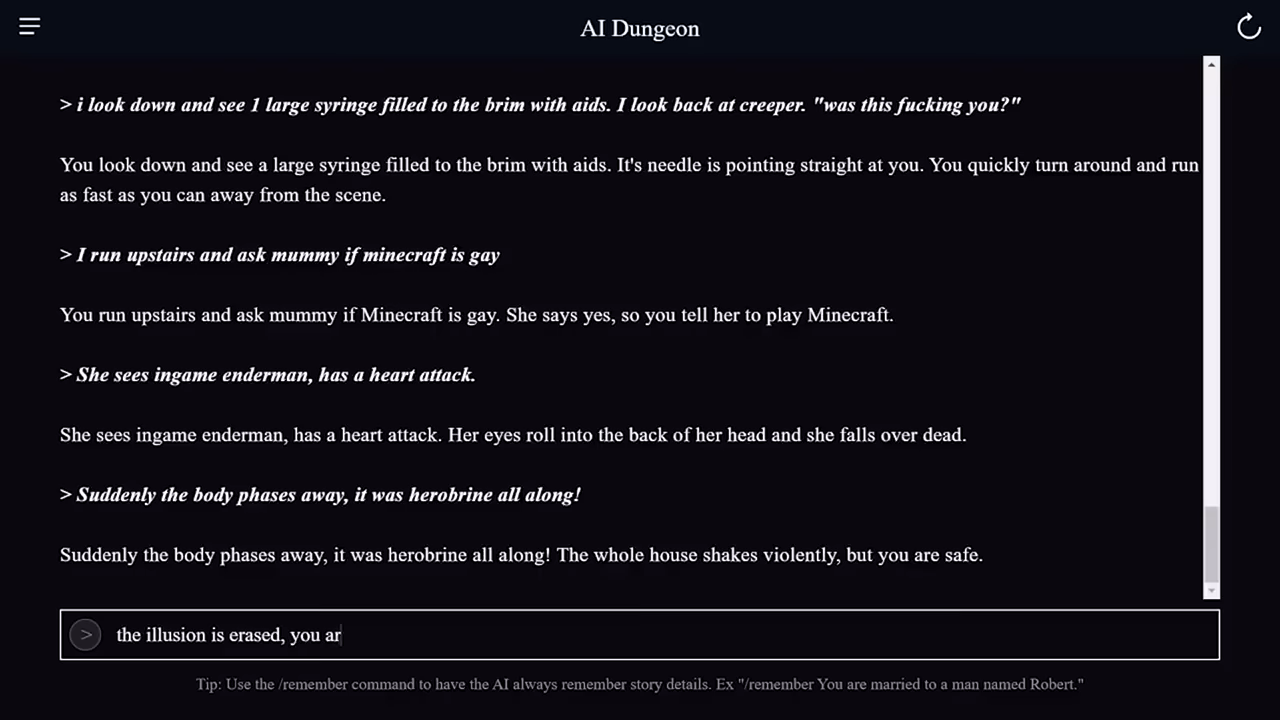 AI Dungeon
> i look down and see 1 large syringe filled to the brim with aids. I look back at creeper. "was this fucking you?"
You look down and see a large syringe filled to the brim with aids. It's needle is pointing straight at you. You quickly turn around and run
as fast as you can away from the scene.
> I run upstairs and ask mummy if minecraft is gay
You run upstairs and ask mummy if Minecraft is gay. She says yes, so you tell her to play Minecraft.
> She sees ingame enderman, has a heart attack.
She sees ingame enderman, has a heart attack. Her eyes roll into the back of her head and she falls over dead.
> Suddenly the body phases away, it was herobrine all along!
Suddenly the body phases away, it was herobrine all along! The whole house shakes violently, but you are safe.
> the illusion is erased, you ar
Tip: Use the /remember command to have the AI always remember story details. Ex "/remember You are married to a man named Robert."